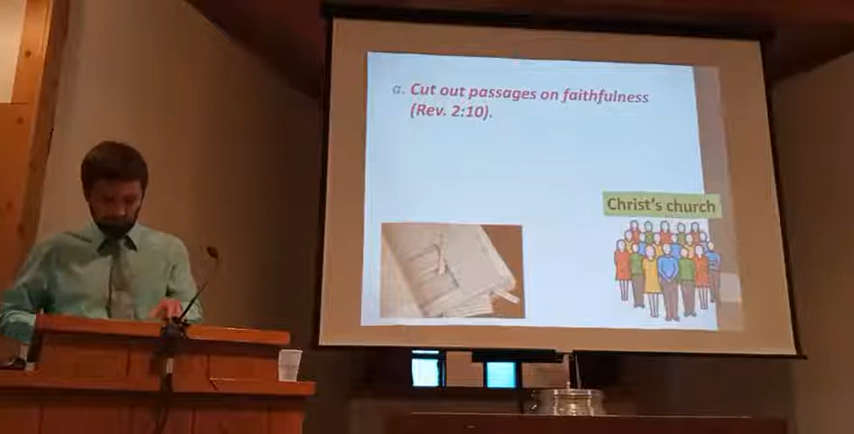 a. Cut out passages on faithfulness
(Rev. 2:10).
Christ's church